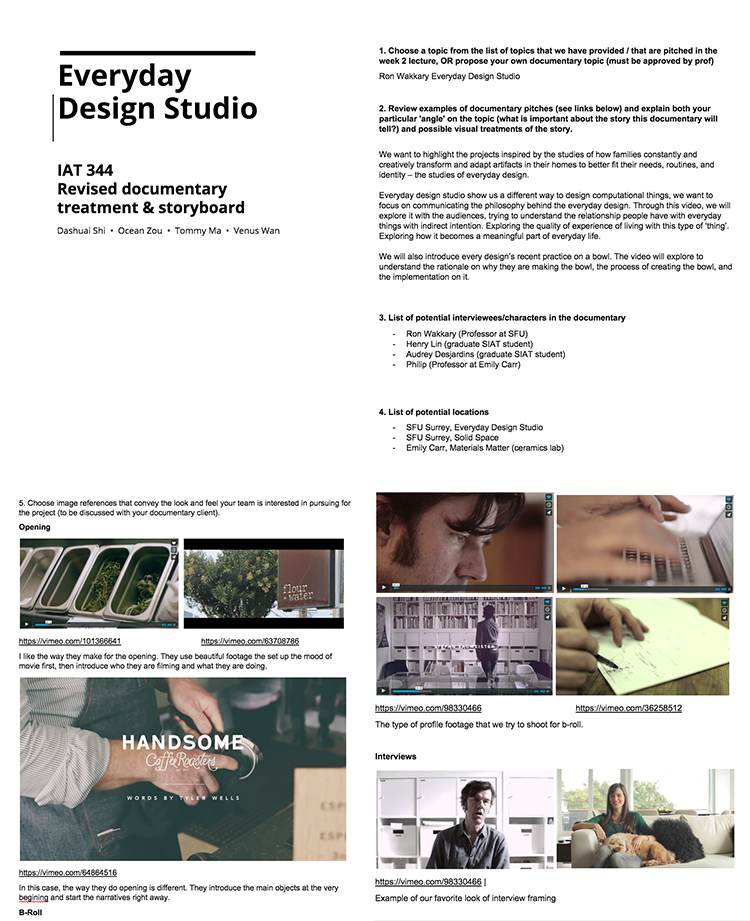 Everyday
Design Studio
IAT 344
Revised documentary
treatment & storyboard
Dashuai Shi • Ocean Zou • Tommy Ma • Venus Wan
1. Choose a topic from the list of topics that we have provided / that are pitched in the
week 2 lecture, OR propose your own documentary topic (must be approved by prof)
Ron Wakkary Everyday Design Studio
2. Review examples of documentary pitches (see links below) and explain both your
particular 'angle' on the topic (what is important about the story this documentary will
tell?) and possible visual treatments of the story.
We want to highlight the projects inspired by the studies of how families constantly and
creatively transform and adapt artifacts in their homes to better fit their needs, routines, and
identity – the studies of everyday design.
Everyday design studio show us a different way to design computational things, we want to
focus on communicating the philosophy behind the everyday design. Through this video, we will
explore it with the audiences, trying to understand the relationship people have with everyday
things with indirect intention. Exploring the quality of experience of living with this type of 'thing'.
Exploring how it becomes a meaningful part of everyday life.
We will also introduce every design's recent practice on a bowl. The video will explore to
understand the rationale on why they are making the bowl, the process of creating the bowl, and
the implementation on it.
3. List of potential interviewees/characters in the documentary
- Ron Wakkary (Professor at SFU)
- Henry Lin (graduate SIAT student)
- Audrey Desjardins (graduate SIAT student)
- Philip (Professor at Emily Carr)
4. List of potential locations
- SFU Surrey, Everyday Design Studio
- SFU Surrey, Solid Space
- Emily Carr, Materials Matter (ceramics lab)
5. Choose image references that convey the look and feel your team is interested in pursuing for
the project (to be discussed with your documentary client).
Opening
flour
+ water
https://vimeo.com/101366641
https://vimeo.com/63708786
I like the way they make for the opening. They use beautiful footage the set up the mood of
movie first, then introduce who they are filming and what they are doing.
HANDSOME
Coffee Roasters
WORDS BY TYLER WELLS
https://vimeo.com/64864516
In this case, the way they do opening is different. They introduce the main objects at the very
begining and start the narratives right away.
B-Roll
https://vimeo.com/98330466
https://vimeo.com/36258512
The type of profile footage that we try to shoot for b-roll.
Interviews
https://vimeo.com/98330466 |
Example of our favorite look of interview framing